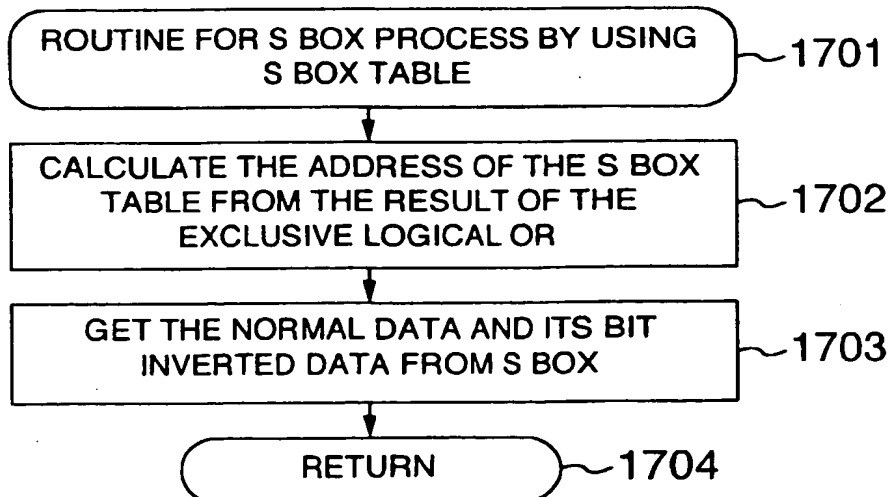 ROUTINE FOR S BOX PROCESS BY USING
S BOX TABLE
1701
CALCULATE THE ADDRESS OF THE S BOX
TABLE FROM THE RESULT OF THE
EXCLUSIVE LOGICAL OR
1702
GET THE NORMAL DATA AND ITS BIT
INVERTED DATA FROM S BOX
1703
RETURN
1704